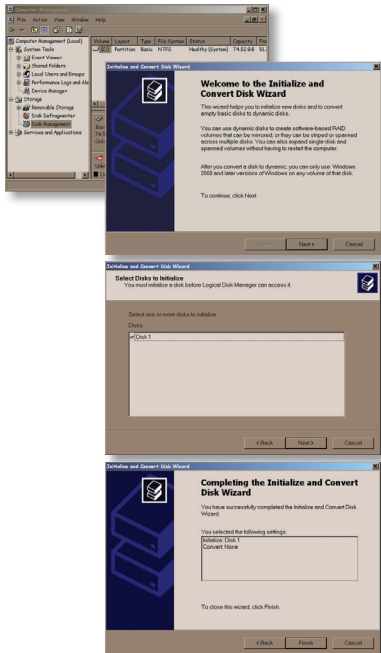 Computer Management
File Action View Window Help
Computer Management (Local)
System Tools
Event Viewer
Shared Folders
Local Users and Groups
Performance Logs and Ale
Device Manager
Storage
Removable Storage
Disk Defragmenter
Disk Management
Services and Applications
Volume Layout Type File System Status Capacity Fre
(C:) Partition Basic NTFS Healthy (System) 74.52 GB
Initialize and Convert Disk Wizard
Welcome to the Initialize and
Convert Disk Wizard
This wizard helps you to initialize new disks and to convert
empty basic disks to dynamic disks.
You can use dynamic disks to create software-based RAID
volumes that can be mirrored, or they can be striped or spanned
across multiple disks. You can also expand single-disk and
spanned volumes without having to restart the computer.
After you convert a disk to dynamic, you can only use Windows
2000 and later versions of Windows on any volume of that disk.
To continue, click Next.
< Back Next > Cancel
Initialize and Convert Disk Wizard
Select Disks to Initialize
You must initialize a disk before Logical Disk Manager can access it.
Select one or more disks to initialize.
Disks:
Disk 1
< Back Next > Cancel
Initialize and Convert Disk Wizard
Completing the Initialize and Convert
Disk Wizard
You have successfully completed the Initialize and Convert Disk
Wizard.
You selected the following settings:
Initialize: Disk 1
Convert: None
To close this wizard, click Finish.
< Back Finish Cancel